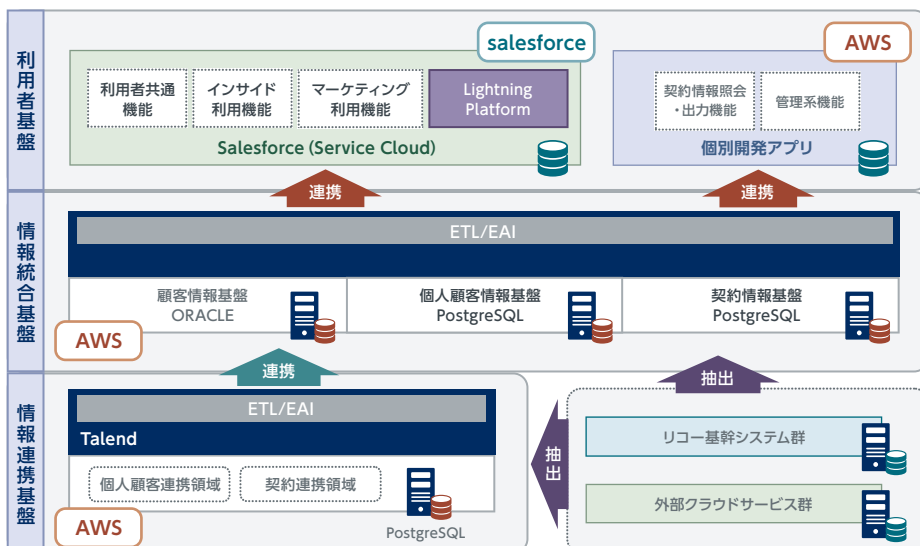 利用者基盤
salesforce
利用者共通
機能
インサイド
利用機能
マーケティング
利用機能
Lightning
Platform
Salesforce (Service Cloud)
AWS
契約情報照会
・出力機能
管理系機能
個別開発アプリ
連携
連携
情報統合基盤
ETL/EAI
顧客情報基盤
ORACLE
個人顧客情報基盤
PostgreSQL
契約情報基盤
PostgreSQL
AWS
連携
抽出
情報連携基盤
ETL/EAI
Talend
個人顧客連携領域
契約連携領域
AWS
PostgreSQL
抽出
リコー基幹システム群
外部クラウドサービス群